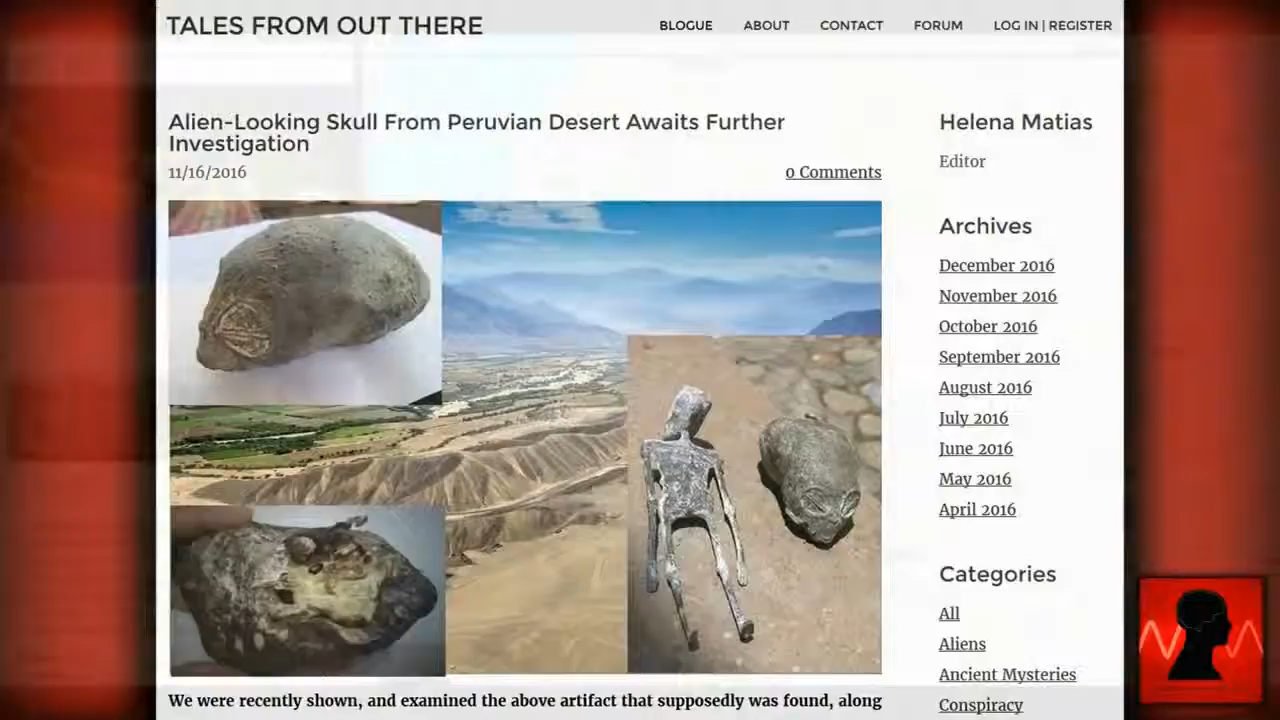 TALES FROM OUT THERE
BLOGUE ABOUT CONTACT FORUM LOG IN | REGISTER
Alien-Looking Skull From Peruvian Desert Awaits Further
Investigation
11/16/2016
0 Comments
We were recently shown, and examined the above artifact that supposedly was found, along
Helena Matias
Editor
Archives
December 2016
November 2016
October 2016
September 2016
August 2016
July 2016
June 2016
May 2016
April 2016
Categories
All
Aliens
Ancient Mysteries
Conspiracy